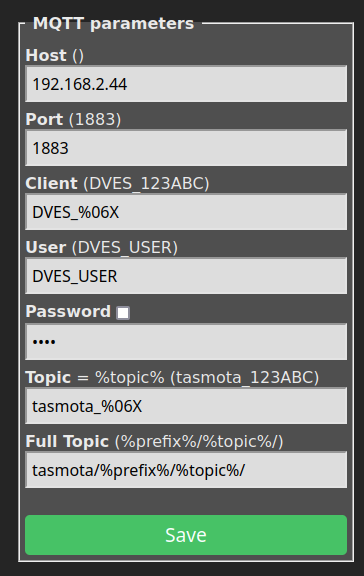 MQTT parameters
Host ()
192.168.2.44
Port (1883)
1883
Client (DVES_123ABC)
DVES_%06X
User (DVES_USER)
DVES_USER
Password
••••
Topic = %topic% (tasmota_123ABC)
tasmota_%06X
Full Topic (%prefix%/%topic%/)
tasmota/%prefix%/%topic%/
Save